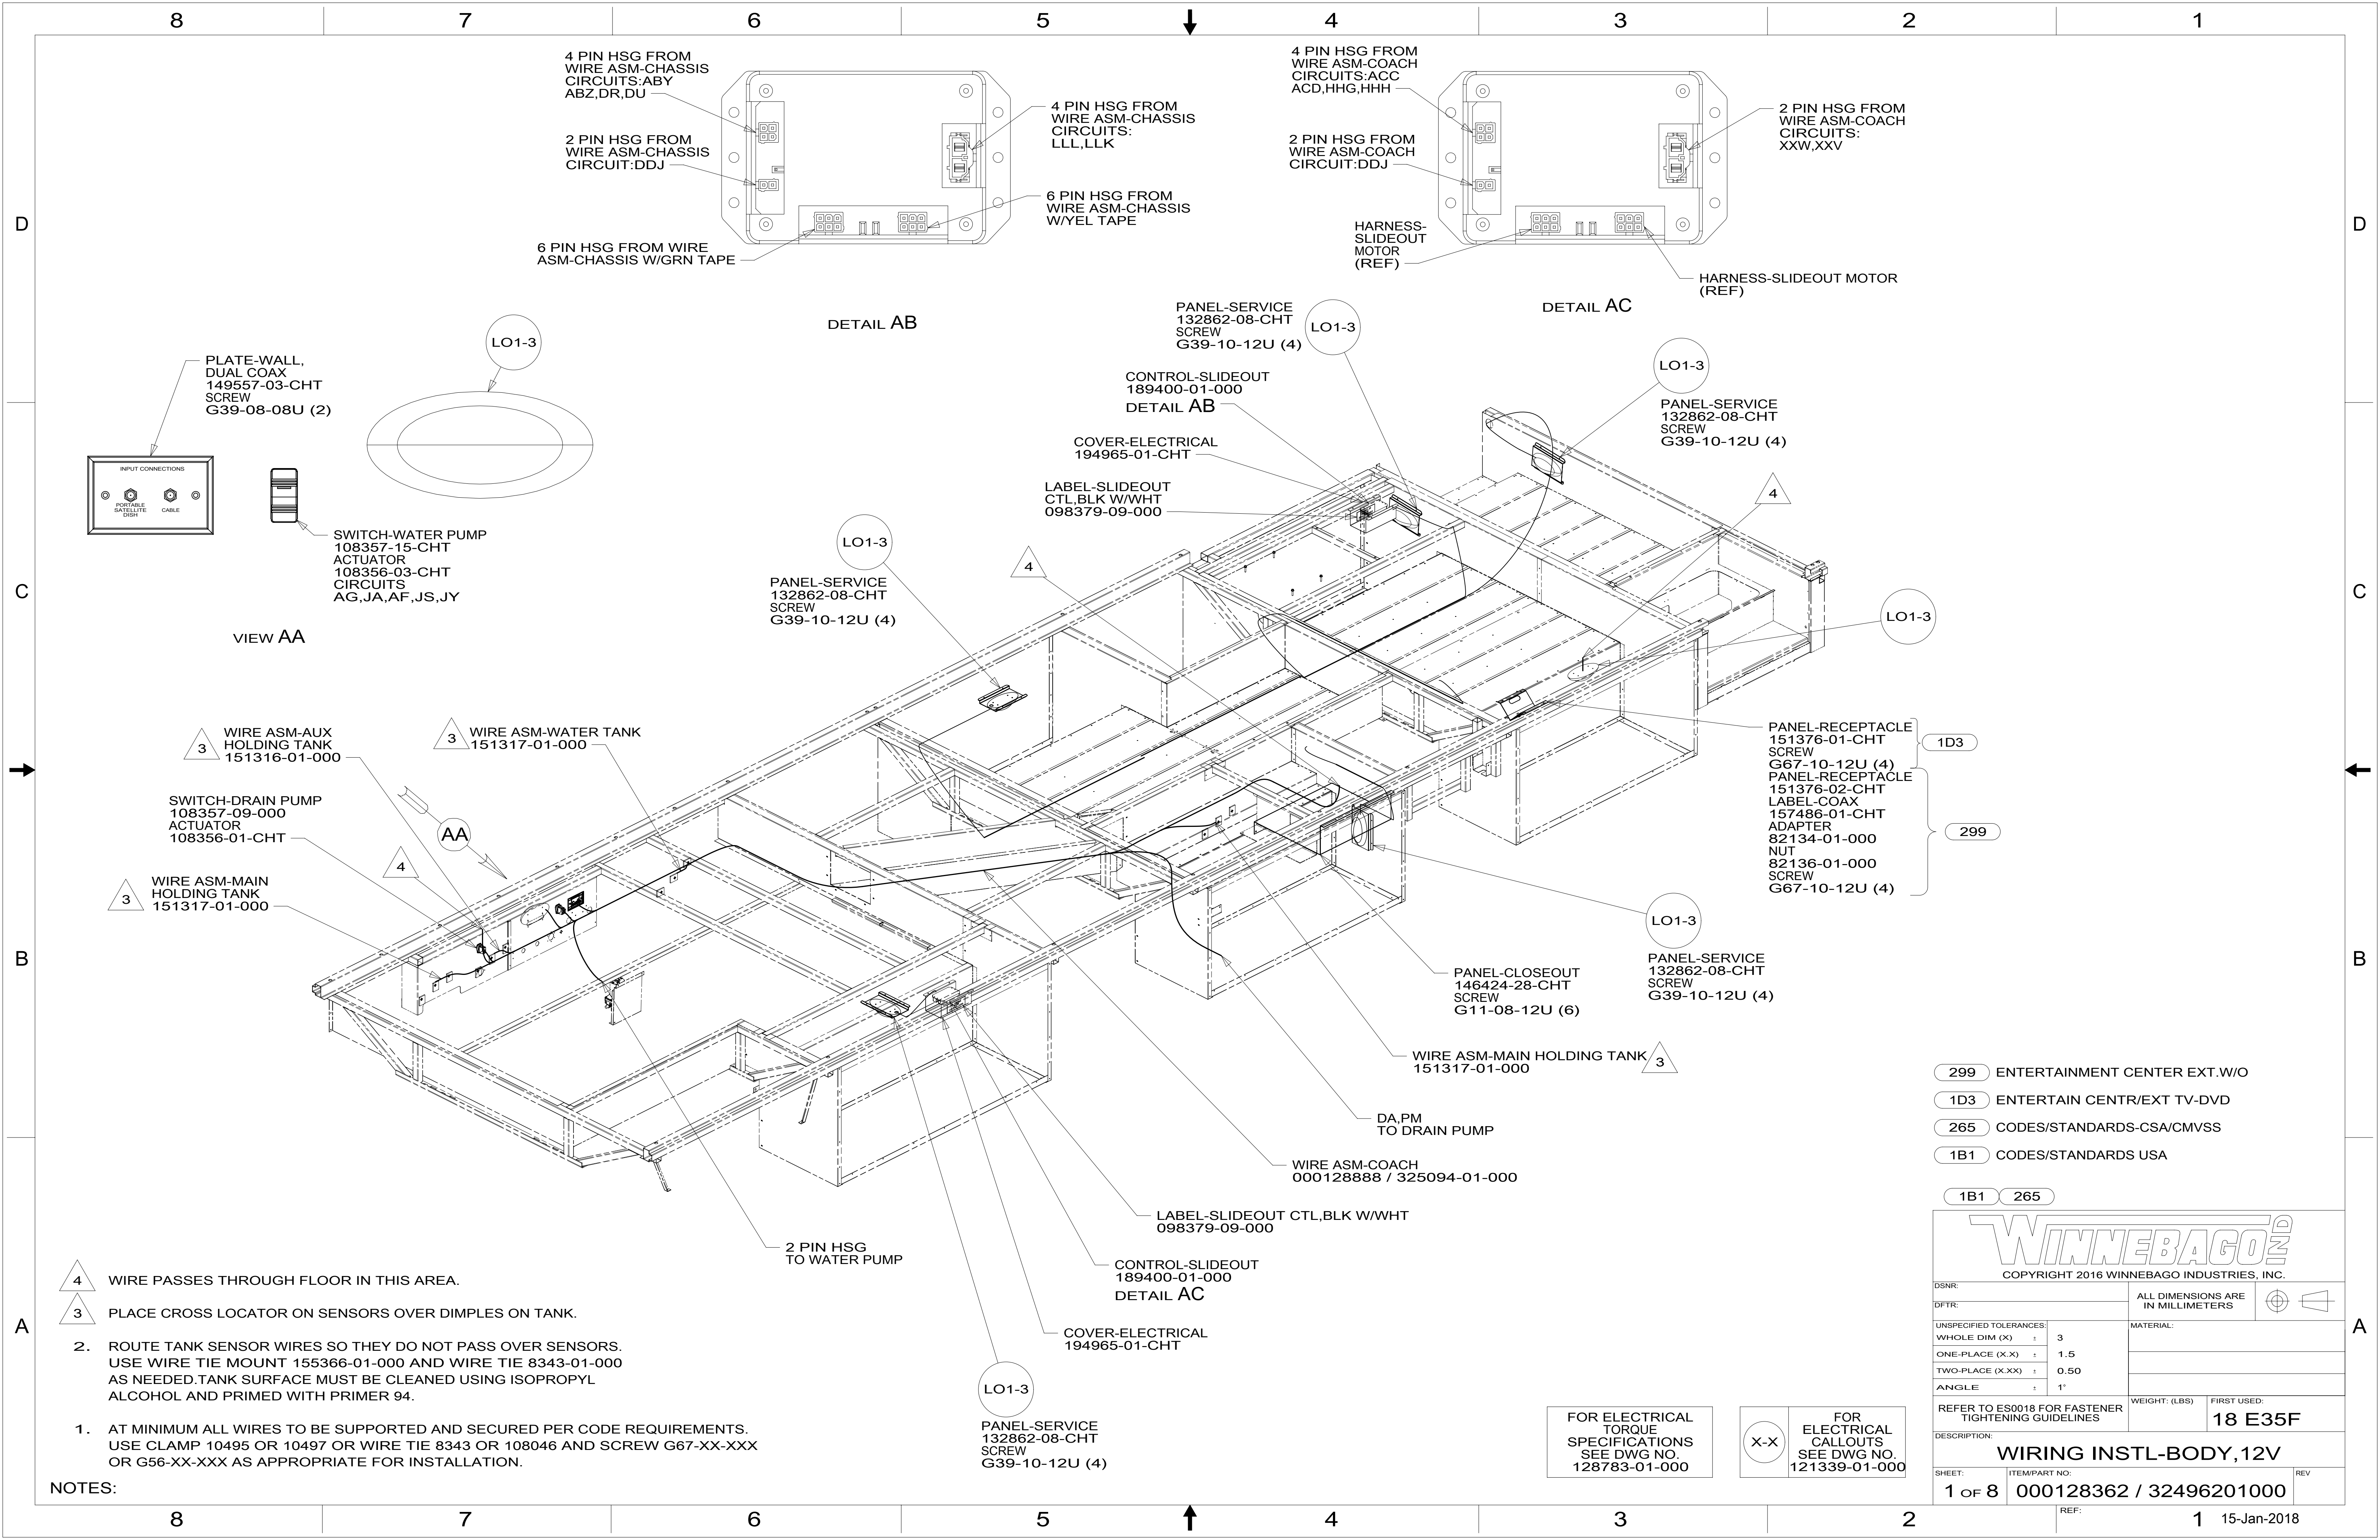 8 7 6 5 4 3 2 1
4 PIN HSG FROM
WIRE ASM-CHASSIS
CIRCUITS:ABY
ABZ,DR,DU
2 PIN HSG FROM
WIRE ASM-CHASSIS
CIRCUIT:DDJ
6 PIN HSG FROM WIRE
ASM-CHASSIS W/GRN TAPE
4 PIN HSG FROM
WIRE ASM-CHASSIS
CIRCUITS:
LLL,LLK
6 PIN HSG FROM
WIRE ASM-CHASSIS
W/YEL TAPE
DETAIL AB
4 PIN HSG FROM
WIRE ASM-COACH
CIRCUITS:ACC
ACD,HHG,HHH
2 PIN HSG FROM
WIRE ASM-COACH
CIRCUIT:DDJ
HARNESS-
SLIDEOUT
MOTOR
(REF)
2 PIN HSG FROM
WIRE ASM-COACH
CIRCUITS:
XXW,XXV
HARNESS-SLIDEOUT MOTOR
(REF)
DETAIL AC
D
D
PLATE-WALL,
DUAL COAX
149557-03-CHT
SCREW
G39-08-08U (2)
LO1-3
INPUT CONNECTIONS
PORTABLE
SATELLITE
DISH
CABLE
SWITCH-WATER PUMP
108357-15-CHT
ACTUATOR
108356-03-CHT
CIRCUITS
AG,JA,AF,JS,JY
VIEW AA
PANEL-SERVICE
132862-08-CHT
SCREW
G39-10-12U (4)
LO1-3
CONTROL-SLIDEOUT
189400-01-000
DETAIL AB
COVER-ELECTRICAL
194965-01-CHT
LABEL-SLIDEOUT
CTL,BLK W/WHT
098379-09-000
LO1-3
PANEL-SERVICE
132862-08-CHT
SCREW
G39-10-12U (4)
4
LO1-3
PANEL-SERVICE
132862-08-CHT
SCREW
G39-10-12U (4)
4
C
C
LO1-3
3
WIRE ASM-AUX
HOLDING TANK
151316-01-000
3
WIRE ASM-WATER TANK
151317-01-000
SWITCH-DRAIN PUMP
108357-09-000
ACTUATOR
108356-01-CHT
AA
4
3
WIRE ASM-MAIN
HOLDING TANK
151317-01-000
PANEL-RECEPTACLE
151376-01-CHT
SCREW
G67-10-12U (4)
1D3
PANEL-RECEPTACLE
151376-02-CHT
LABEL-COAX
157486-01-CHT
ADAPTER
82134-01-000
NUT
82136-01-000
SCREW
G67-10-12U (4)
299
LO1-3
PANEL-SERVICE
132862-08-CHT
SCREW
G39-10-12U (4)
B
B
PANEL-CLOSEOUT
146424-28-CHT
SCREW
G11-08-12U (6)
WIRE ASM-MAIN HOLDING TANK
151317-01-000
3
DA,PM
TO DRAIN PUMP
WIRE ASM-COACH
000128888 / 325094-01-000
LABEL-SLIDEOUT CTL,BLK W/WHT
098379-09-000
2 PIN HSG
TO WATER PUMP
CONTROL-SLIDEOUT
189400-01-000
DETAIL AC
COVER-ELECTRICAL
194965-01-CHT
LO1-3
PANEL-SERVICE
132862-08-CHT
SCREW
G39-10-12U (4)
299 ENTERTAINMENT CENTER EXT.W/O
1D3 ENTERTAIN CENTR/EXT TV-DVD
265 CODES/STANDARDS-CSA/CMVSS
1B1 CODES/STANDARDS USA
1B1 265
4 WIRE PASSES THROUGH FLOOR IN THIS AREA.
3 PLACE CROSS LOCATOR ON SENSORS OVER DIMPLES ON TANK.
2. ROUTE TANK SENSOR WIRES SO THEY DO NOT PASS OVER SENSORS.
USE WIRE TIE MOUNT 155366-01-000 AND WIRE TIE 8343-01-000
AS NEEDED.TANK SURFACE MUST BE CLEANED USING ISOPROPYL
ALCOHOL AND PRIMED WITH PRIMER 94.
1. AT MINIMUM ALL WIRES TO BE SUPPORTED AND SECURED PER CODE REQUIREMENTS.
USE CLAMP 10495 OR 10497 OR WIRE TIE 8343 OR 108046 AND SCREW G67-XX-XXX
OR G56-XX-XXX AS APPROPRIATE FOR INSTALLATION.
NOTES:
A
A
FOR ELECTRICAL
TORQUE
SPECIFICATIONS
SEE DWG NO.
128783-01-000
X-X
FOR
ELECTRICAL
CALLOUTS
SEE DWG NO.
121339-01-000
WINNEBAGO IND
COPYRIGHT 2016 WINNEBAGO INDUSTRIES, INC.
DSNR:
DFTR:
ALL DIMENSIONS ARE
IN MILLIMETERS
UNSPECIFIED TOLERANCES:
WHOLE DIM (X) ± 3
ONE-PLACE (X.X) ± 1.5
TWO-PLACE (X.XX) ± 0.50
ANGLE ± 1°
MATERIAL:
REFER TO ES0018 FOR FASTENER
TIGHTENING GUIDELINES
WEIGHT: (LBS)
FIRST USED:
18 E35F
DESCRIPTION:
WIRING INSTL-BODY,12V
SHEET:
1 OF 8
ITEM/PART NO:
000128362 / 32496201000
REV
REF:
8 7 6 5 4 3 2 1
15-Jan-2018